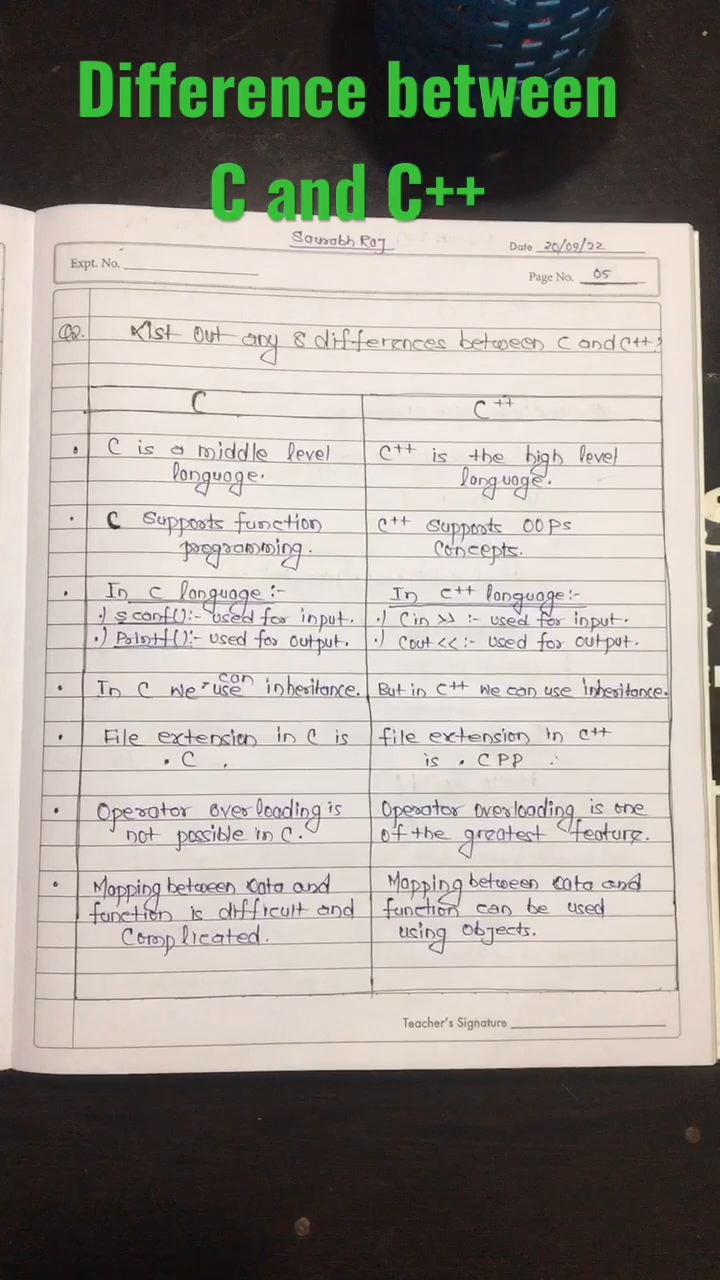 Difference between
C and C++
Saurabh Raj
Date 20/09/22
Expt. No.
Page No. 05
Q2. List out any 8 differences between C and C++?
C
C++
• C is a middle level
language.
C++ is the high level
language.
• C Supports function
programming.
C++ supports OOPs
Concepts.
• In C language :-
•) Scanf():- used for input.
•) Printf():- used for output.
In C++ language:-
•) Cin >> :- used for input.
•) Cout <<:- used for output.
• In C we can use inheritance.
But in C++ we can use inheritance.
• File extension in C is
. C .
file extension in C++
is . CPP
• Operator overloading is
not possible in C.
Operator overloading is one
of the greatest feature.
• Mapping between Data and
function is difficult and
Complicated.
Mapping between Data and
function can be used
using objects.
Teacher's Signature